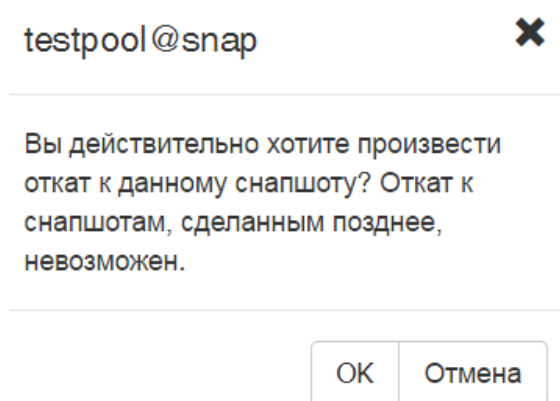 testpool@snap
Вы действительно хотите произвести
откат к данному снапшоту? Откат к
снапшотам, сделанным позднее,
невозможен.
OK Отмена